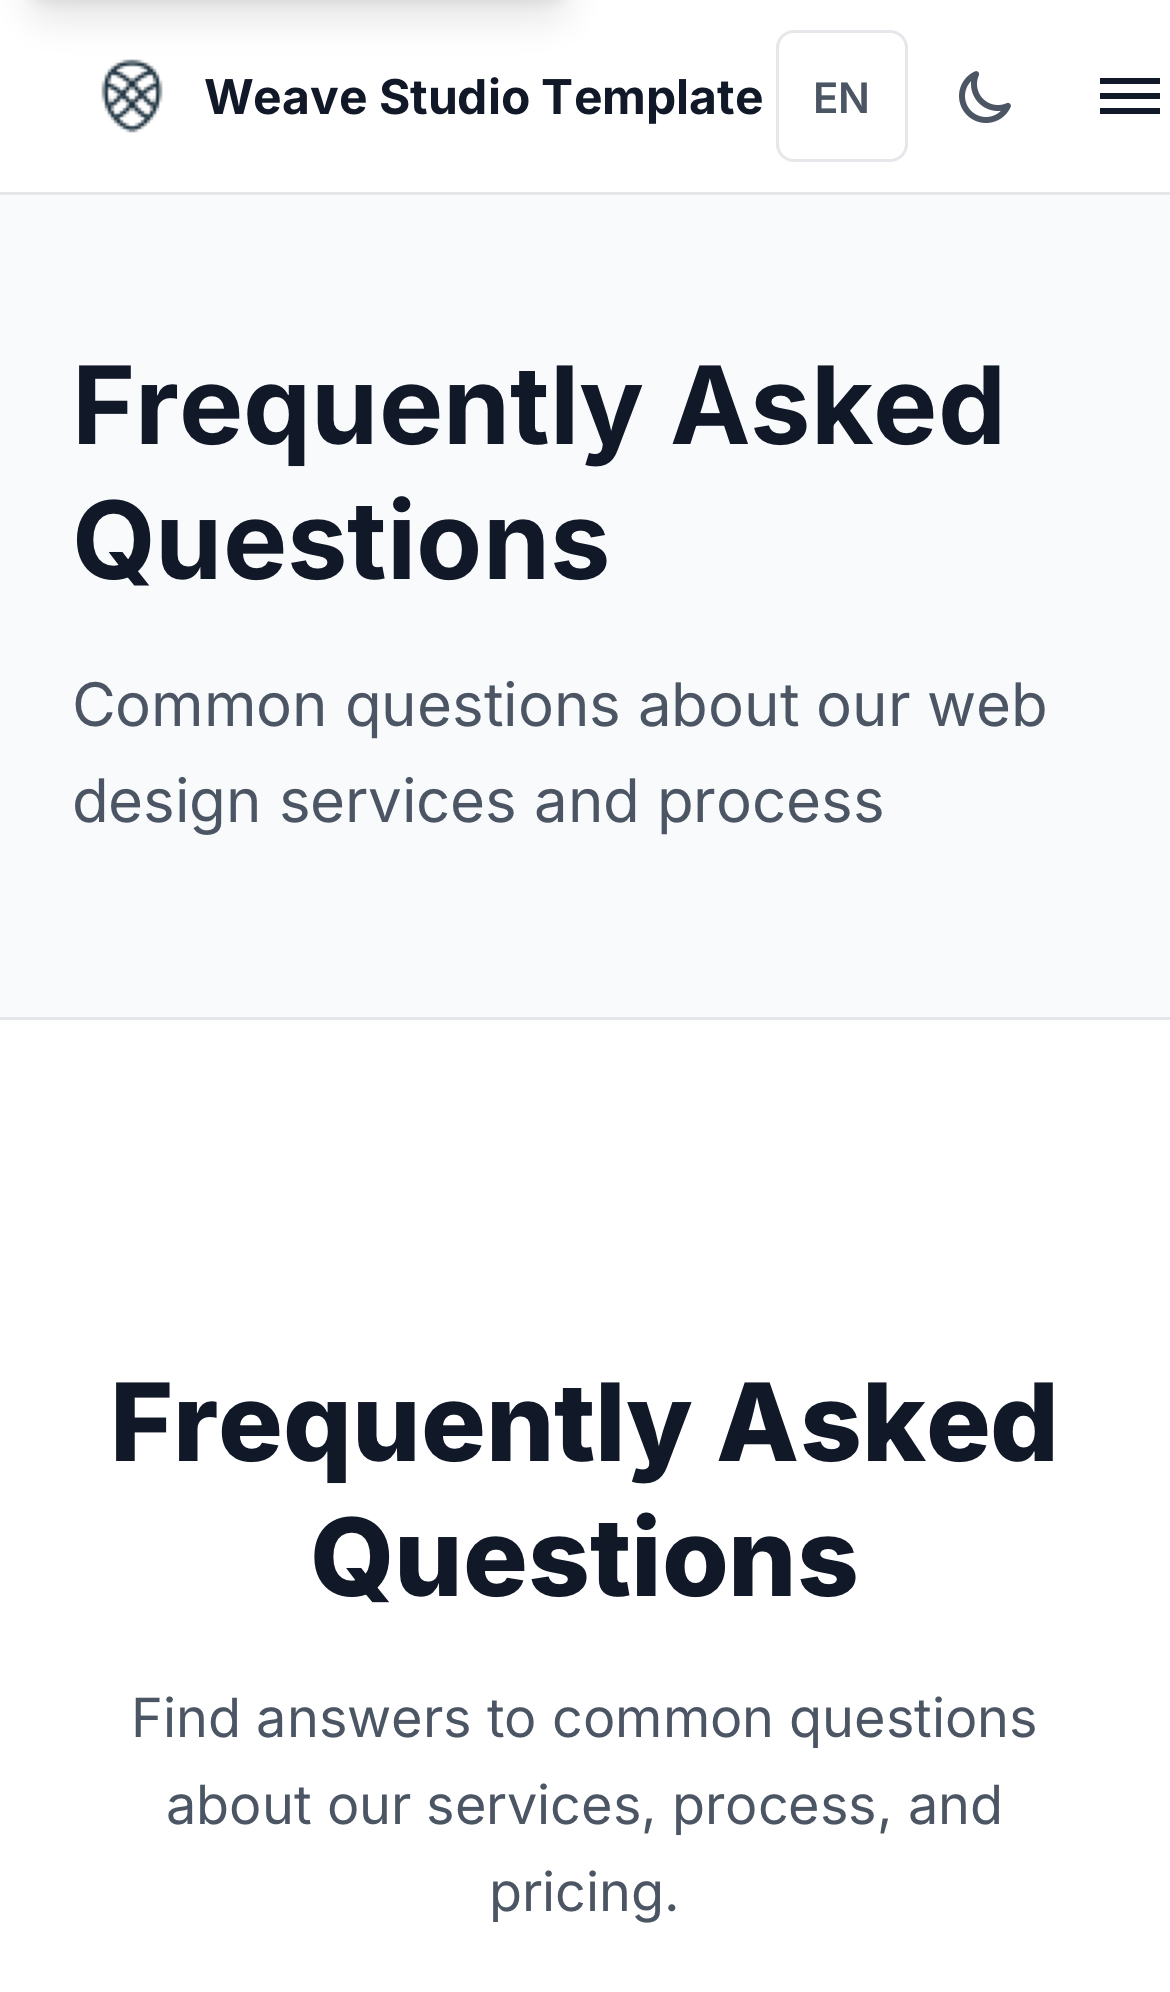 Weave Studio Template
EN
Frequently Asked
Questions
Common questions about our web
design services and process
Frequently Asked
Questions
Find answers to common questions
about our services, process, and
pricing.